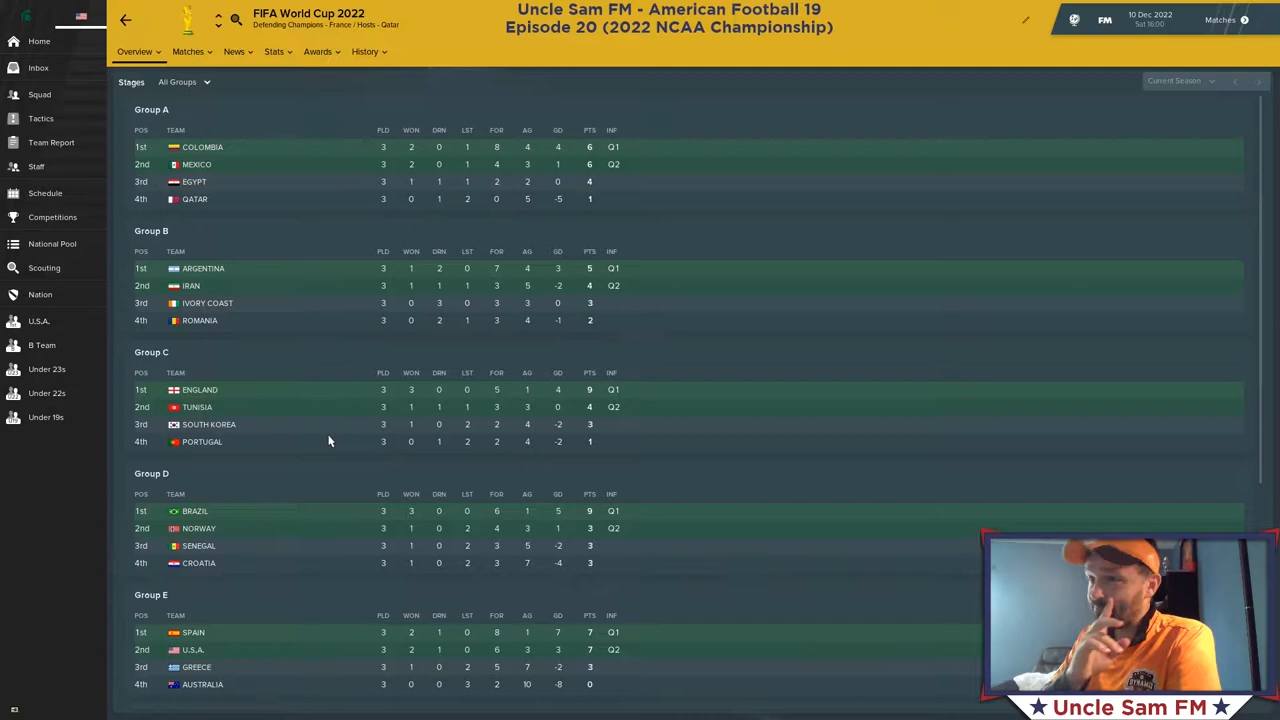 FIFA World Cup 2022
Defending Champions - France / Hosts - Qatar
Uncle Sam FM - American Football 19
Episode 20 (2022 NCAA Championship)
FM
10 Dec 2022
Sat 16:00
Matches
Overview Matches News Stats Awards History
Home
Inbox
Squad
Tactics
Team Report
Staff
Schedule
Competitions
National Pool
Scouting
Nation
U.S.A.
B Team
Under 23s
Under 22s
Under 19s
Stages All Groups Current Season
Group A
POS TEAM PLD WON DRN LST FOR AG GD PTS INF
1st COLOMBIA 3 2 0 1 8 4 4 6 Q1
2nd MEXICO 3 2 0 1 4 3 1 6 Q2
3rd EGYPT 3 1 1 1 2 2 0 4
4th QATAR 3 0 1 2 0 5 -5 1
Group B
POS TEAM PLD WON DRN LST FOR AG GD PTS INF
1st ARGENTINA 3 1 2 0 7 4 3 5 Q1
2nd IRAN 3 1 1 1 3 5 -2 4 Q2
3rd IVORY COAST 3 0 3 0 3 3 0 3
4th ROMANIA 3 0 2 1 3 4 -1 2
Group C
POS TEAM PLD WON DRN LST FOR AG GD PTS INF
1st ENGLAND 3 3 0 0 5 1 4 9 Q1
2nd TUNISIA 3 1 1 1 3 3 0 4 Q2
3rd SOUTH KOREA 3 1 0 2 2 4 -2 3
4th PORTUGAL 3 0 1 2 2 4 -2 1
Group D
POS TEAM PLD WON DRN LST FOR AG GD PTS INF
1st BRAZIL 3 3 0 0 6 1 5 9 Q1
2nd NORWAY 3 1 0 2 4 3 1 3 Q2
3rd SENEGAL 3 1 0 2 3 5 -2 3
4th CROATIA 3 1 0 2 3 7 -4 3
Group E
POS TEAM PLD WON DRN LST FOR AG GD PTS INF
1st SPAIN 3 2 1 0 8 1 7 7 Q1
2nd U.S.A. 3 2 1 0 6 3 3 7 Q2
3rd GREECE 3 1 0 2 5 7 -2 3
4th AUSTRALIA 3 0 0 3 2 10 -8 0
Uncle Sam FM